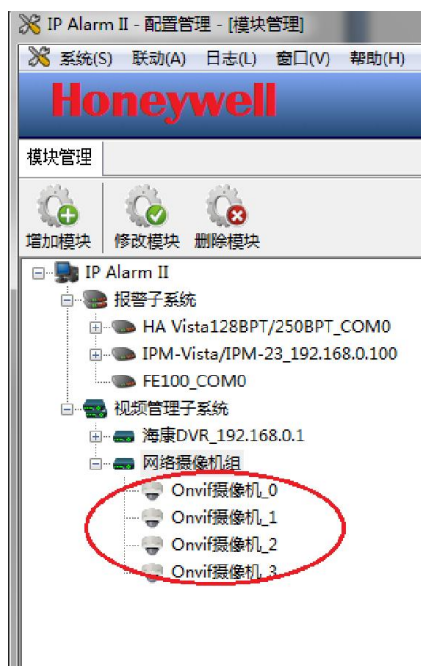 IP Alarm II - 配置管理 - [模块管理]
系统(S) 联动(A) 日志(L) 窗口(V) 帮助(H)
Honeywell
模块管理
增加模块 修改模块 删除模块
IP Alarm II
报警子系统
HA Vista128BPT/250BPT_COM0
IPM-Vista/IPM-23_192.168.0.100
FE100_COM0
视频管理子系统
海康DVR_192.168.0.1
网络摄像机组
Onvif摄像机_0
Onvif摄像机_1
Onvif摄像机_2
Onvif摄像机_3